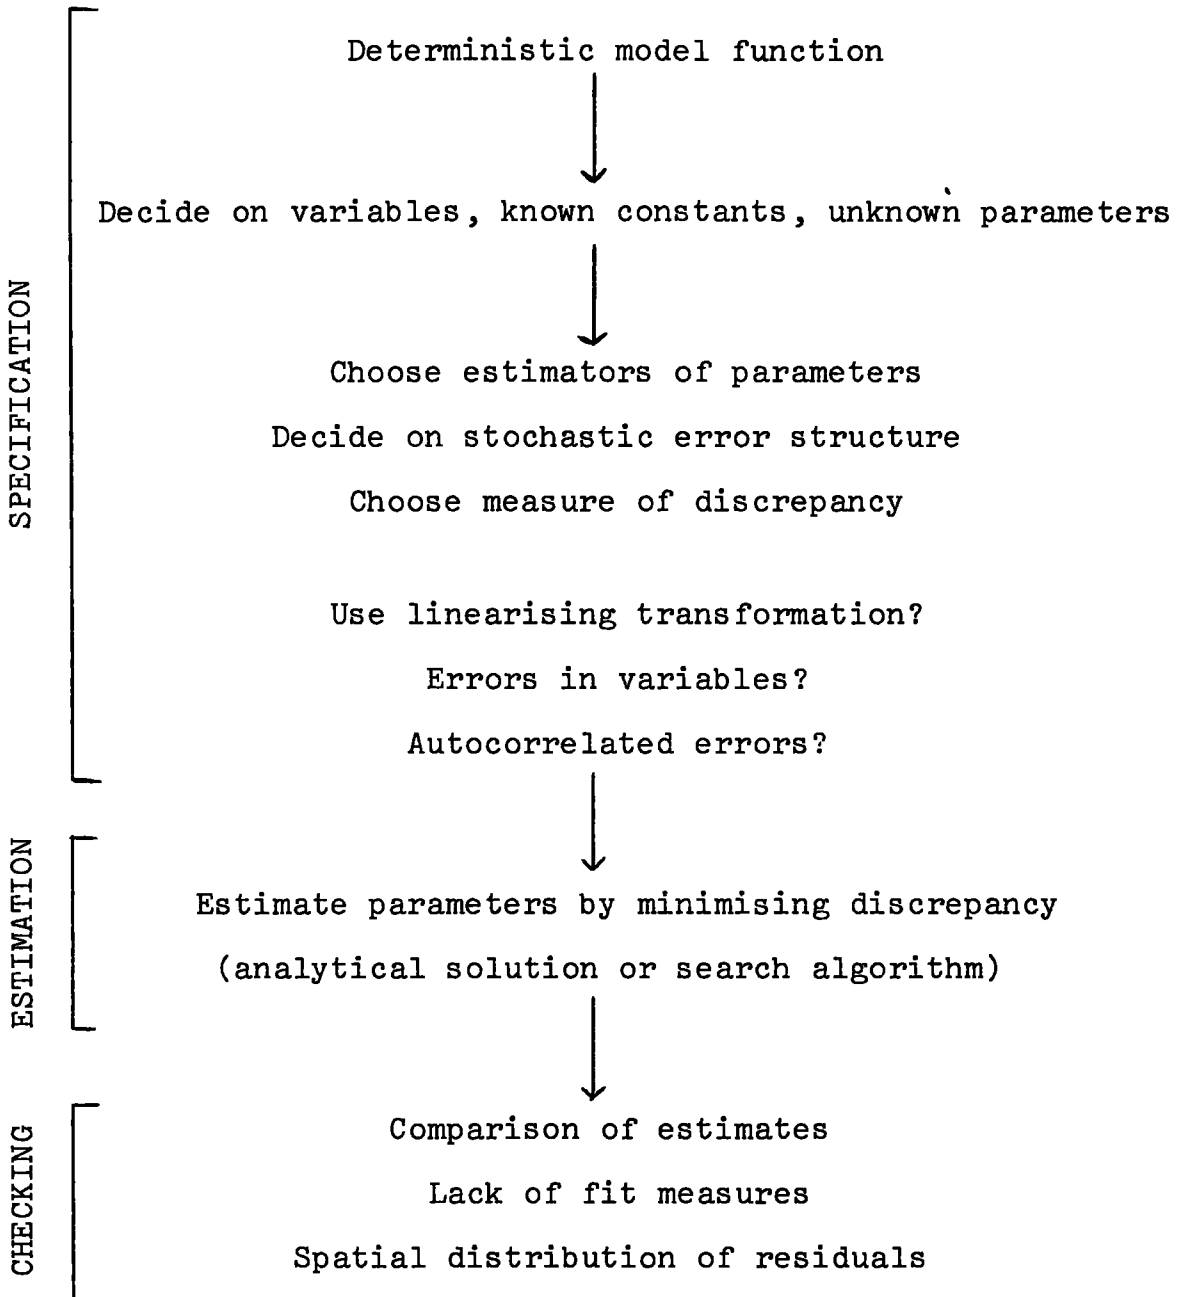 SPECIFICATION
Deterministic model function
Decide on variables, known constants, unknown parameters
Choose estimators of parameters
Decide on stochastic error structure
Choose measure of discrepancy
Use linearising transformation?
Errors in variables?
Autocorrelated errors?
ESTIMATION
Estimate parameters by minimising discrepancy
(analytical solution or search algorithm)
CHECKING
Comparison of estimates
Lack of fit measures
Spatial distribution of residuals